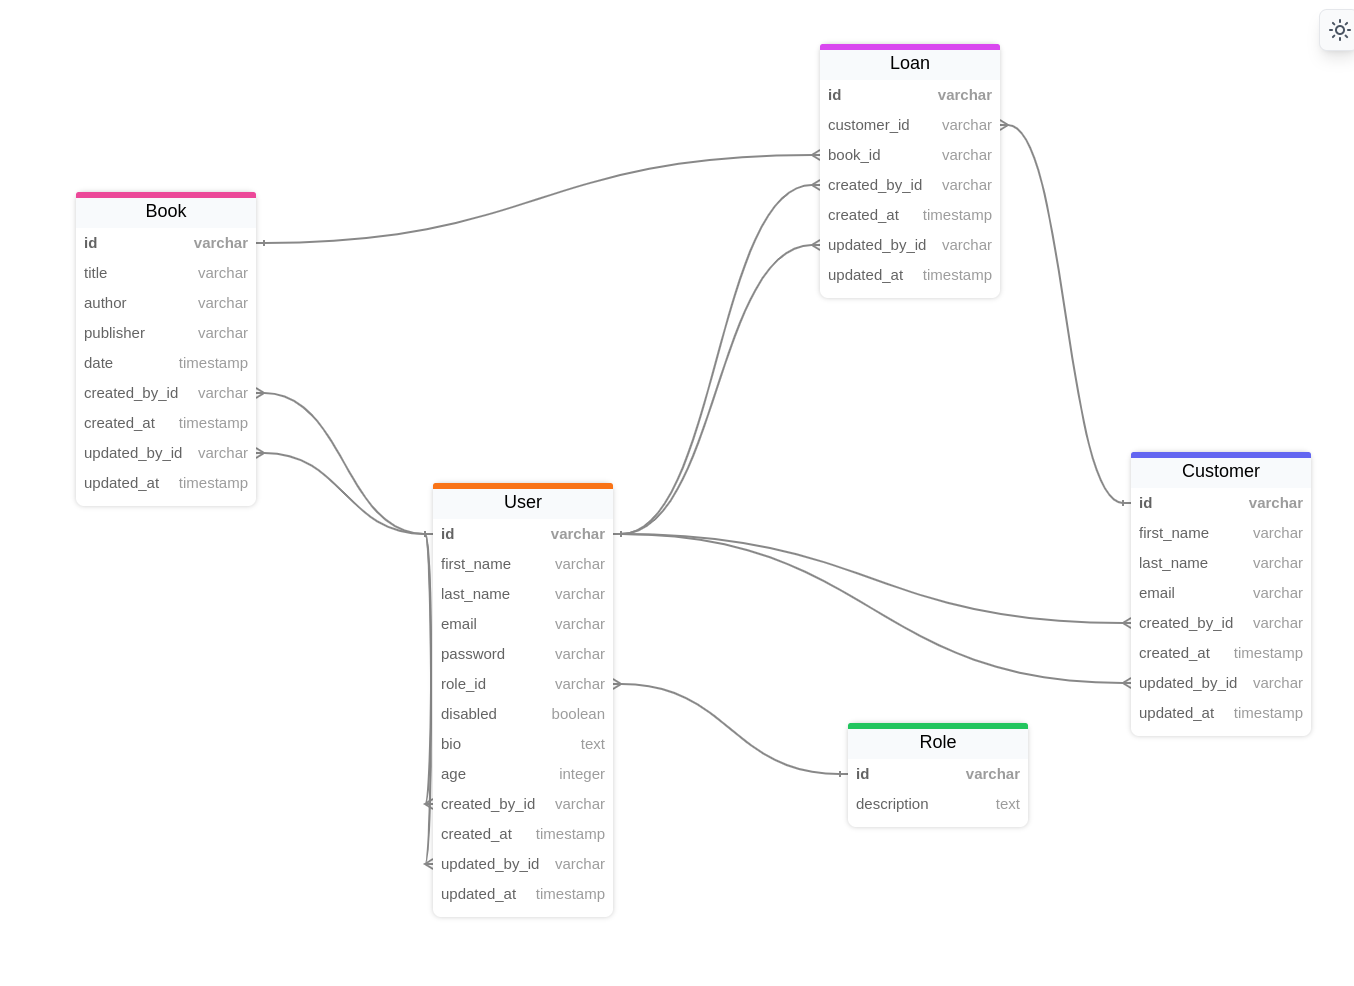 Loan
id varchar
customer_id varchar
book_id varchar
created_by_id varchar
created_at timestamp
updated_by_id varchar
updated_at timestamp
Book
id varchar
title varchar
author varchar
publisher varchar
date timestamp
created_by_id varchar
created_at timestamp
updated_by_id varchar
updated_at timestamp
User
id varchar
first_name varchar
last_name varchar
email varchar
password varchar
role_id varchar
disabled boolean
bio text
age integer
created_by_id varchar
created_at timestamp
updated_by_id varchar
updated_at timestamp
Customer
id varchar
first_name varchar
last_name varchar
email varchar
created_by_id varchar
created_at timestamp
updated_by_id varchar
updated_at timestamp
Role
id varchar
description text